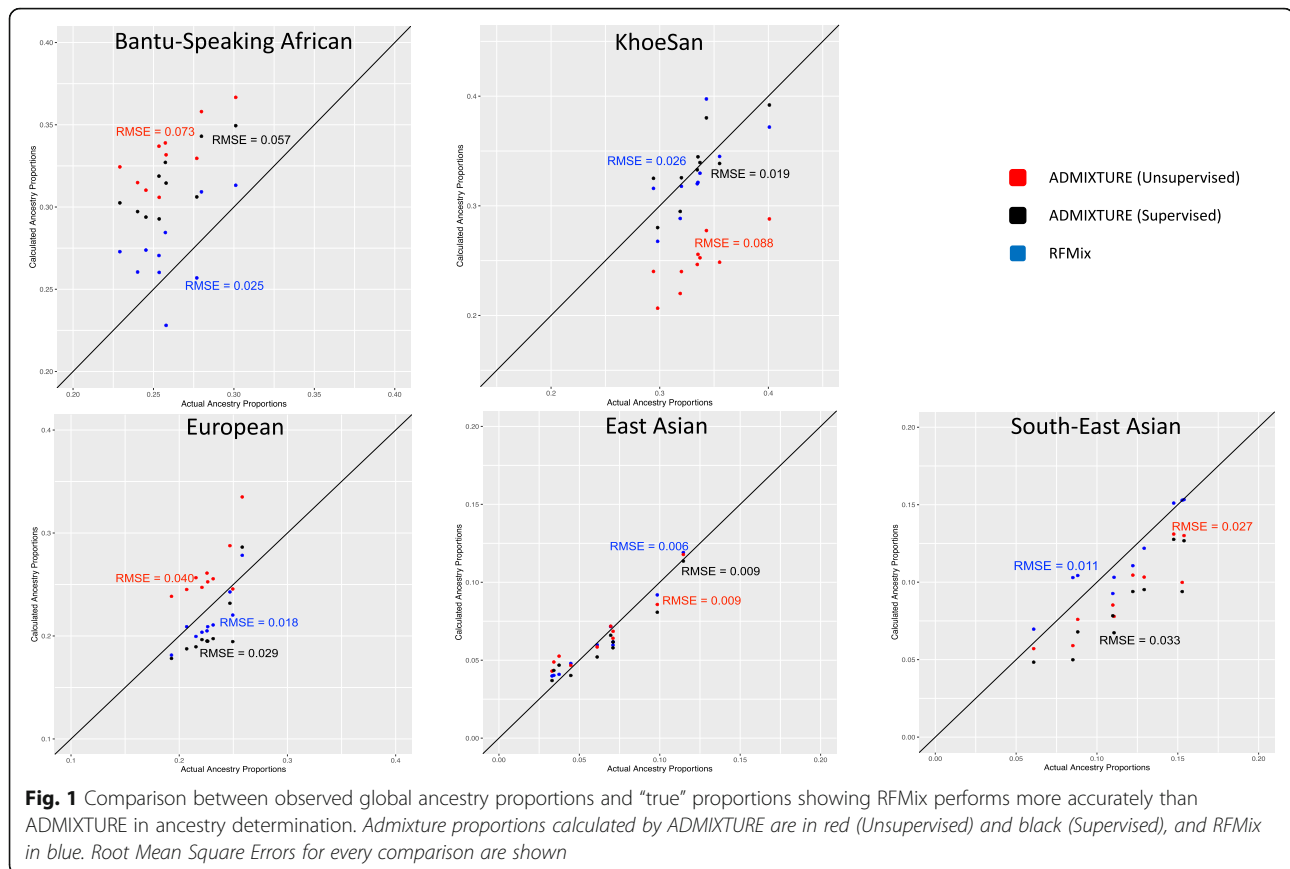 Bantu-Speaking African
0.40
0.35
0.30
0.25
0.20
Calculated Ancestry Proportions
RMSE = 0.073
RMSE = 0.057
RMSE = 0.025
0.20 0.25 0.30 0.35 0.40
Actual Ancestry Proportions
KhoeSan
0.4
0.3
0.2
Calculated Ancestry Proportions
RMSE = 0.026
RMSE = 0.019
RMSE = 0.088
0.2 0.3 0.4
Actual Ancestry Proportions
ADMIXTURE (Unsupervised)
ADMIXTURE (Supervised)
RFMix
European
0.4
0.3
0.2
0.1
Calculated Ancestry Proportions
RMSE = 0.040
RMSE = 0.018
RMSE = 0.029
0.1 0.2 0.3 0.4
Actual Ancestry Proportions
East Asian
0.20
0.15
0.10
0.05
0.00
Calculated Ancestry Proportions
RMSE = 0.006
RMSE = 0.009
RMSE = 0.009
0.00 0.05 0.10 0.15 0.20
Actual Ancestry Proportions
South-East Asian
0.20
0.15
0.10
0.05
0.00
Calculated Ancestry Proportions
RMSE = 0.027
RMSE = 0.011
RMSE = 0.033
0.00 0.05 0.10 0.15 0.20
Actual Ancestry Proportions
Fig. 1 Comparison between observed global ancestry proportions and “true” proportions showing RFMix performs more accurately than
ADMIXTURE in ancestry determination. Admixture proportions calculated by ADMIXTURE are in red (Unsupervised) and black (Supervised), and RFMix
in blue. Root Mean Square Errors for every comparison are shown